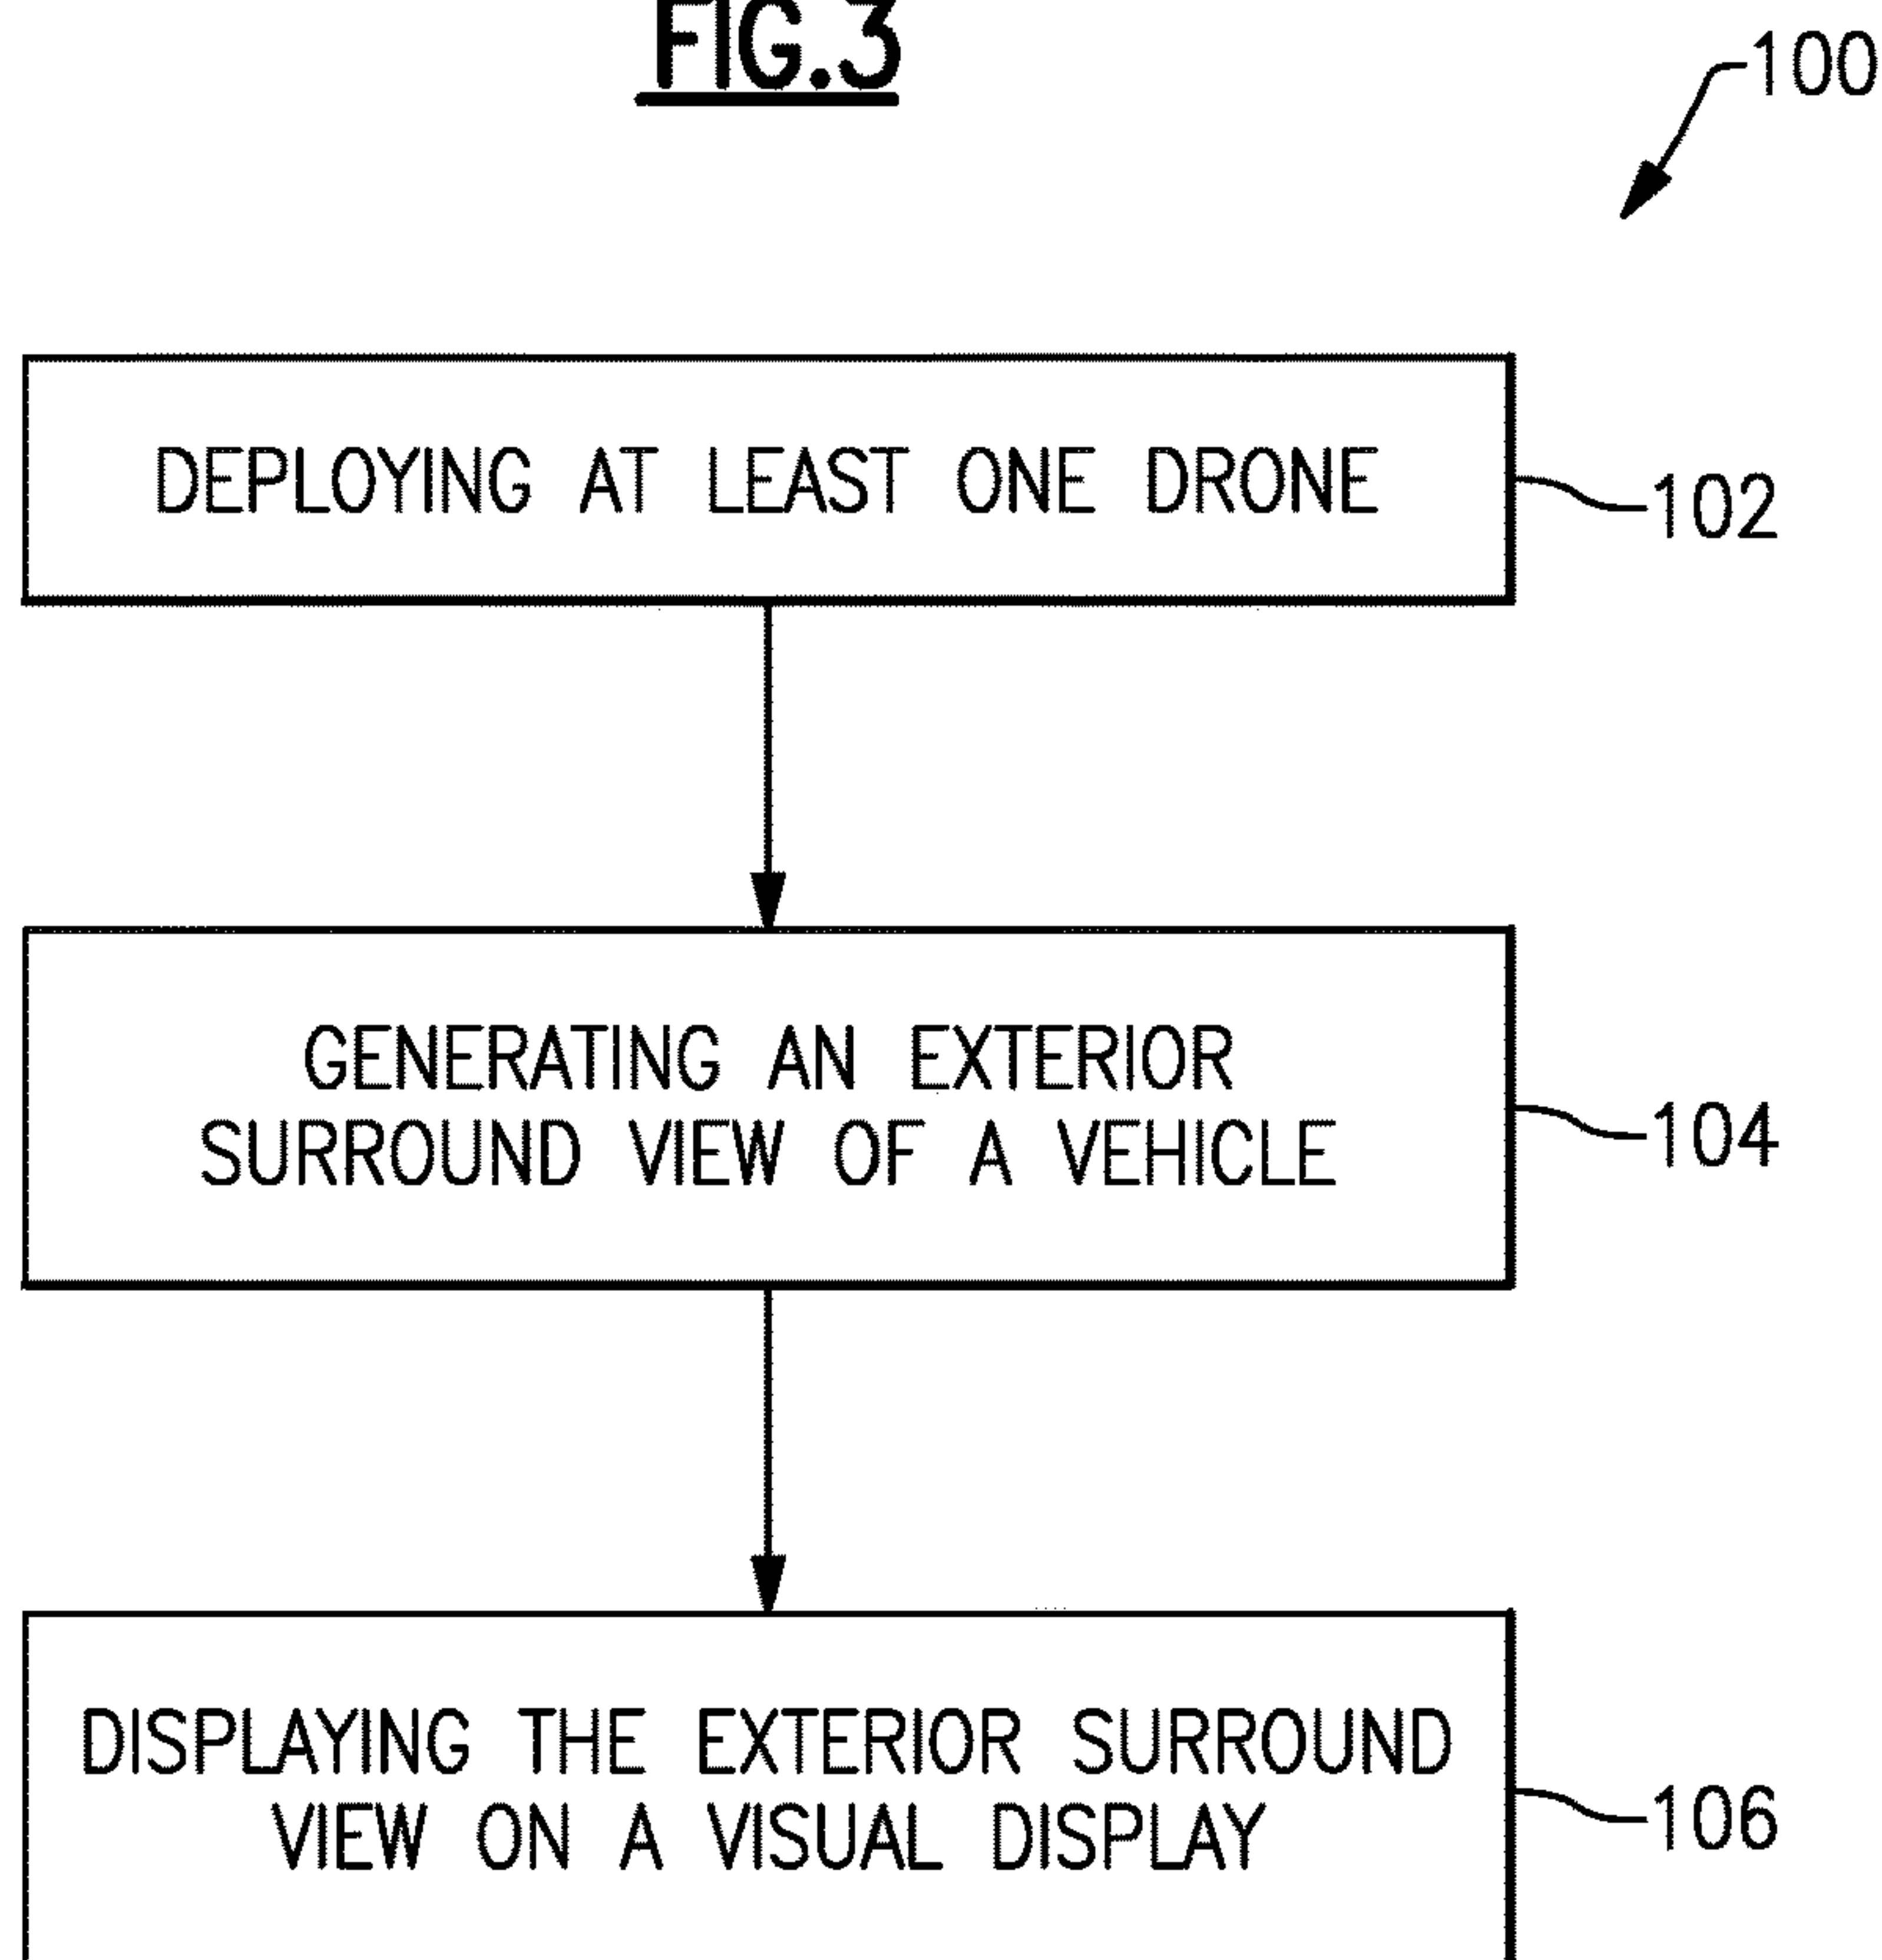 FIG.3
100
DEPLOYING AT LEAST ONE DRONE
102
GENERATING AN EXTERIOR
SURROUND VIEW OF A VEHICLE
104
DISPLAYING THE EXTERIOR SURROUND
VIEW ON A VISUAL DISPLAY
106